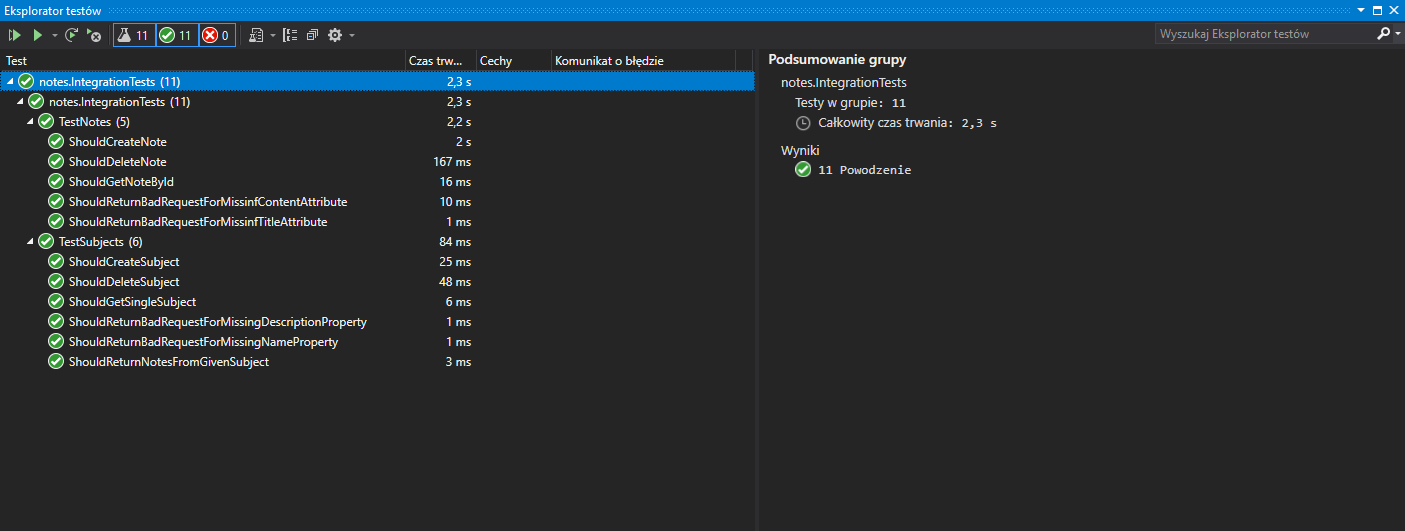 Eksplorator testów
11 11 0
Wyszukaj Eksplorator testów
Test Czas trw... Cechy Komunikat o błędzie
notes.IntegrationTests (11) 2,3 s
notes.IntegrationTests (11) 2,3 s
TestNotes (5) 2,2 s
ShouldCreateNote 2 s
ShouldDeleteNote 167 ms
ShouldGetNoteById 16 ms
ShouldReturnBadRequestForMissinfContentAttribute 10 ms
ShouldReturnBadRequestForMissinfTitleAttribute 1 ms
TestSubjects (6) 84 ms
ShouldCreateSubject 25 ms
ShouldDeleteSubject 48 ms
ShouldGetSingleSubject 6 ms
ShouldReturnBadRequestForMissingDescriptionProperty 1 ms
ShouldReturnBadRequestForMissingNameProperty 1 ms
ShouldReturnNotesFromGivenSubject 3 ms
Podsumowanie grupy
notes.IntegrationTests
Testy w grupie: 11
Całkowity czas trwania: 2,3 s
Wyniki
11 Powodzenie